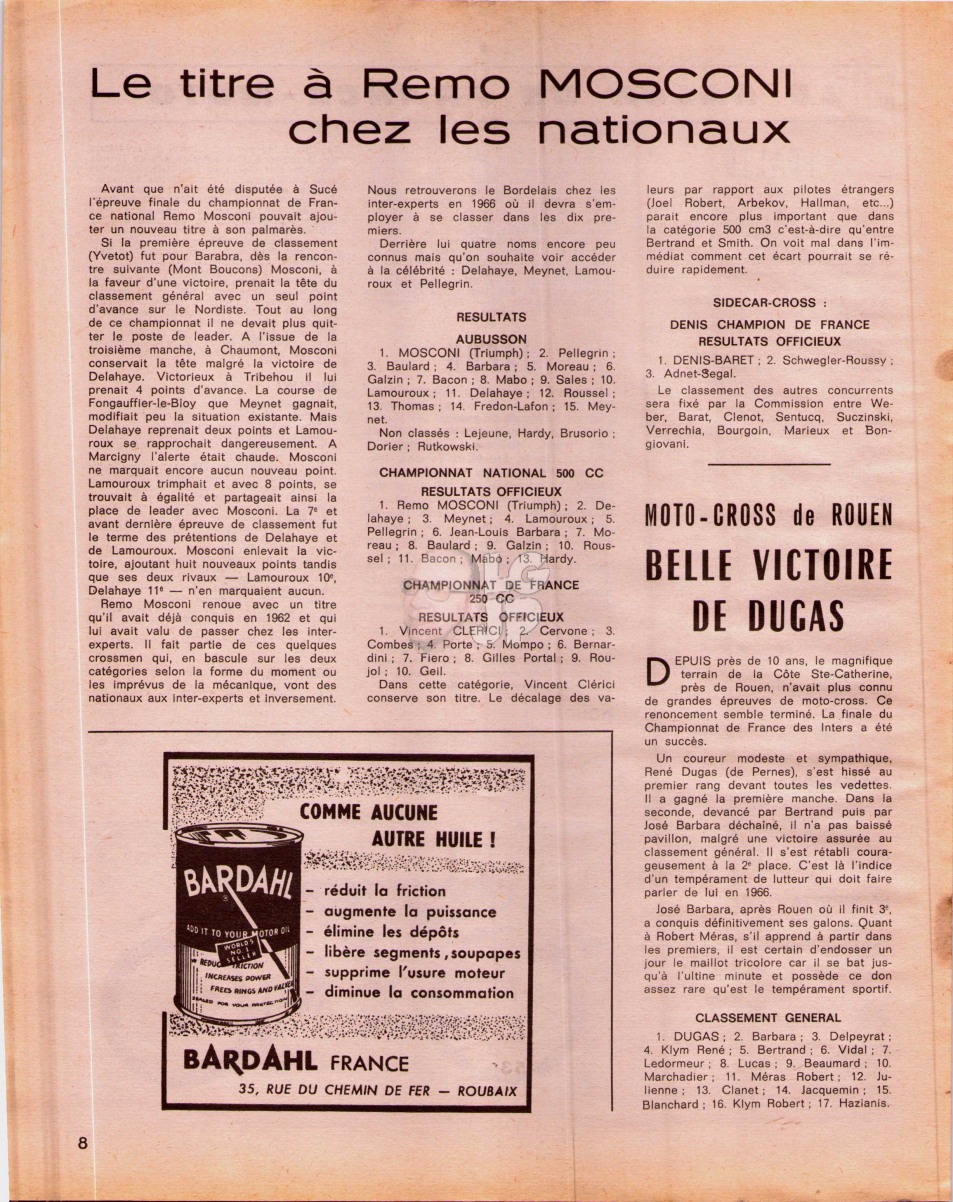 Le titre à Remo MOSCONI
chez les nationaux
Avant que n'ait été disputée à Sucé
l'épreuve finale du championnat de Fran-
ce national Remo Mosconi pouvait ajou-
ter un nouveau titre à son palmarès.
Si la première épreuve de classement
(Yvetot) fut pour Barabra, dès la rencon-
tre suivante (Mont Boucons) Mosconi, à
la faveur d'une victoire, prenait la tête du
classement général avec un seul point
d'avance sur le Nordiste. Tout au long
de ce championnat il ne devait plus quit-
ter le poste de leader. A l'issue de la
troisième manche, à Chaumont, Mosconi
conservait la tête malgré la victoire de
Delahaye. Victorieux à Tribehou il lui
prenait 4 points d'avance. La course de
Fongauffier-le-Bloy que Meynet gagnait,
modifiait peu la situation existante. Mais
Delahaye reprenait deux points et Lamou-
roux se rapprochait dangereusement. A
Marcigny l'alerte était chaude. Mosconi
ne marquait encore aucun nouveau point.
Lamouroux trimphait et avec 8 points, se
trouvait à égalité et partageait ainsi la
place de leader avec Mosconi. La 7e et
avant dernière épreuve de classement fut
le terme des prétentions de Delahaye et
de Lamouroux. Mosconi enlevait la vic-
toire, ajoutant huit nouveaux points tandis
que ses deux rivaux — Lamouroux 10e,
Delahaye 11e — n'en marquaient aucun.
Remo Mosconi renoue avec un titre
qu'il avait déjà conquis en 1962 et qui
lui avait valu de passer chez les inter-
experts. Il fait partie de ces quelques
crossmen qui, en bascule sur les deux
catégories selon la forme du moment ou
les imprévus de la mécanique, vont des
nationaux aux inter-experts et inversement.
Nous retrouverons le Bordelais chez les
inter-experts en 1966 où il devra s'em-
ployer à se classer dans les dix pre-
miers.
Derrière lui quatre noms encore peu
connus mais qu'on souhaite voir accéder
à la célébrité : Delahaye, Meynet, Lamou-
roux et Pellegrin.
RESULTATS
AUBUSSON
1. MOSCONI (Triumph) ; 2. Pellegrin ;
3. Baulard ; 4. Barbara ; 5. Moreau ; 6.
Galzin ; 7. Bacon ; 8. Mabo ; 9. Sales ; 10.
Lamouroux ; 11. Delahaye ; 12. Roussel ;
13. Thomas ; 14. Fredon-Lafon ; 15. Mey-
net.
Non classés : Lejeune, Hardy, Brusorio ;
Dorier ; Rutkowski.
CHAMPIONNAT NATIONAL 500 CC
RESULTATS OFFICIEUX
1. Remo MOSCONI (Triumph) ; 2. De-
lahaye ; 3. Meynet ; 4. Lamouroux ; 5.
Pellegrin ; 6. Jean-Louis Barbara ; 7. Mo-
reau ; 8. Baulard ; 9. Galzin ; 10. Rous-
sel ; 11. Bacon ; Mabo ; 13. Hardy.
CHAMPIONNAT DE FRANCE
250 CC
RESULTATS OFFICIEUX
1. Vincent CLERICI ; 2. Cervone ; 3.
Combes ; 4. Porte ; 5. Mompo ; 6. Bernar-
dini ; 7. Fiero ; 8. Gilles Portal ; 9. Rou-
jol ; 10. Geil.
Dans cette catégorie, Vincent Clérici
conserve son titre. Le décalage des va-
leurs par rapport aux pilotes étrangers
(Joel Robert, Arbekov, Hallman, etc...)
parait encore plus important que dans
la catégorie 500 cm3 c'est-à-dire qu'entre
Bertrand et Smith. On voit mal dans l'im-
médiat comment cet écart pourrait se ré-
duire rapidement.
SIDECAR-CROSS :
DENIS CHAMPION DE FRANCE
RESULTATS OFFICIEUX
1. DENIS-BARET ; 2. Schwegler-Roussy ;
3. Adnet-Segal.
Le classement des autres concurrents
sera fixé par la Commission entre We-
ber, Barat, Clenot, Sentucq, Suczinski,
Verrechia, Bourgoin, Marieux et Bon-
giovani.
MOTO-CROSS de ROUEN
BELLE VICTOIRE
DE DUGAS
DEPUIS près de 10 ans, le magnifique
terrain de la Côte Ste-Catherine,
près de Rouen, n'avait plus connu
de grandes épreuves de moto-cross. Ce
renoncement semble terminé. La finale du
Championnat de France des Inters a été
un succès.
Un coureur modeste et sympathique,
René Dugas (de Pernes), s'est hissé au
premier rang devant toutes les vedettes.
Il a gagné la première manche. Dans la
seconde, devancé par Bertrand puis par
José Barbara déchaîné, il n'a pas baissé
pavillon, malgré une victoire assurée au
classement général. Il s'est rétabli coura-
geusement à la 2e place. C'est là l'indice
d'un tempérament de lutteur qui doit faire
parler de lui en 1966.
José Barbara, après Rouen où il finit 3e,
a conquis définitivement ses galons. Quant
à Robert Méras, s'il apprend à partir dans
les premiers, il est certain d'endosser un
jour le maillot tricolore car il se bat jus-
qu'à l'ultine minute et possède ce don
assez rare qu'est le tempérament sportif.
CLASSEMENT GENERAL
1. DUGAS ; 2. Barbara ; 3. Delpeyrat ;
4. Klym René ; 5. Bertrand ; 6. Vidal ; 7.
Ledormeur ; 8. Lucas ; 9. Beaumard ; 10.
Marchadier ; 11. Méras Robert ; 12. Ju-
lienne ; 13. Clanet ; 14. Jacquemin ; 15.
Blanchard ; 16. Klym Robert ; 17. Hazianis.
COMME AUCUNE
AUTRE HUILE !
BARDAHL
ADD IT TO YOUR MOTOR OIL
WORLD'S
NO. 1
SELLER
REDUCES FRICTION
INCREASES POWER
FREES RINGS AND VALVES
SEALED FOR YOUR PROTECTION
– réduit la friction
– augmente la puissance
– élimine les dépôts
– libère segments, soupapes
– supprime l'usure moteur
– diminue la consommation
BARDAHL FRANCE
35, RUE DU CHEMIN DE FER – ROUBAIX
8